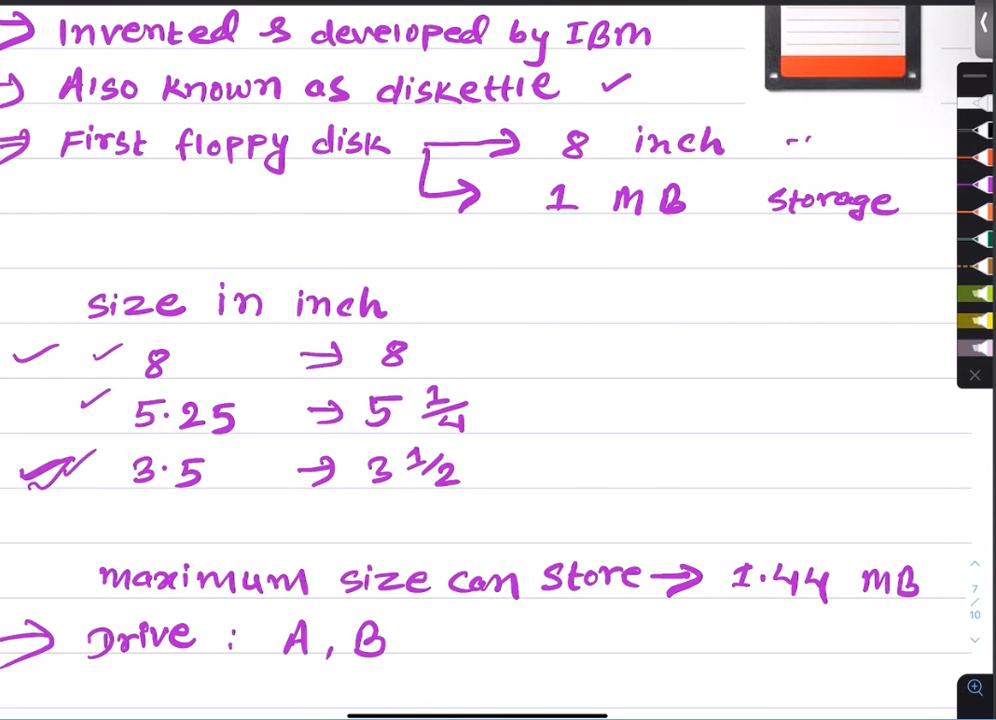 → Invented & developed by IBM
→ Also known as diskettle ✓
⇒ First floppy disk → 8 inch
→ 1 MB storage
size in inch
✓ ✓ 8 ⇒ 8
✓ 5.25 ⇒ 5 1/4
✓ 3.5 ⇒ 3 1/2
maximum size can store → 1.44 MB
⇒ Drive : A, B
7
/
10